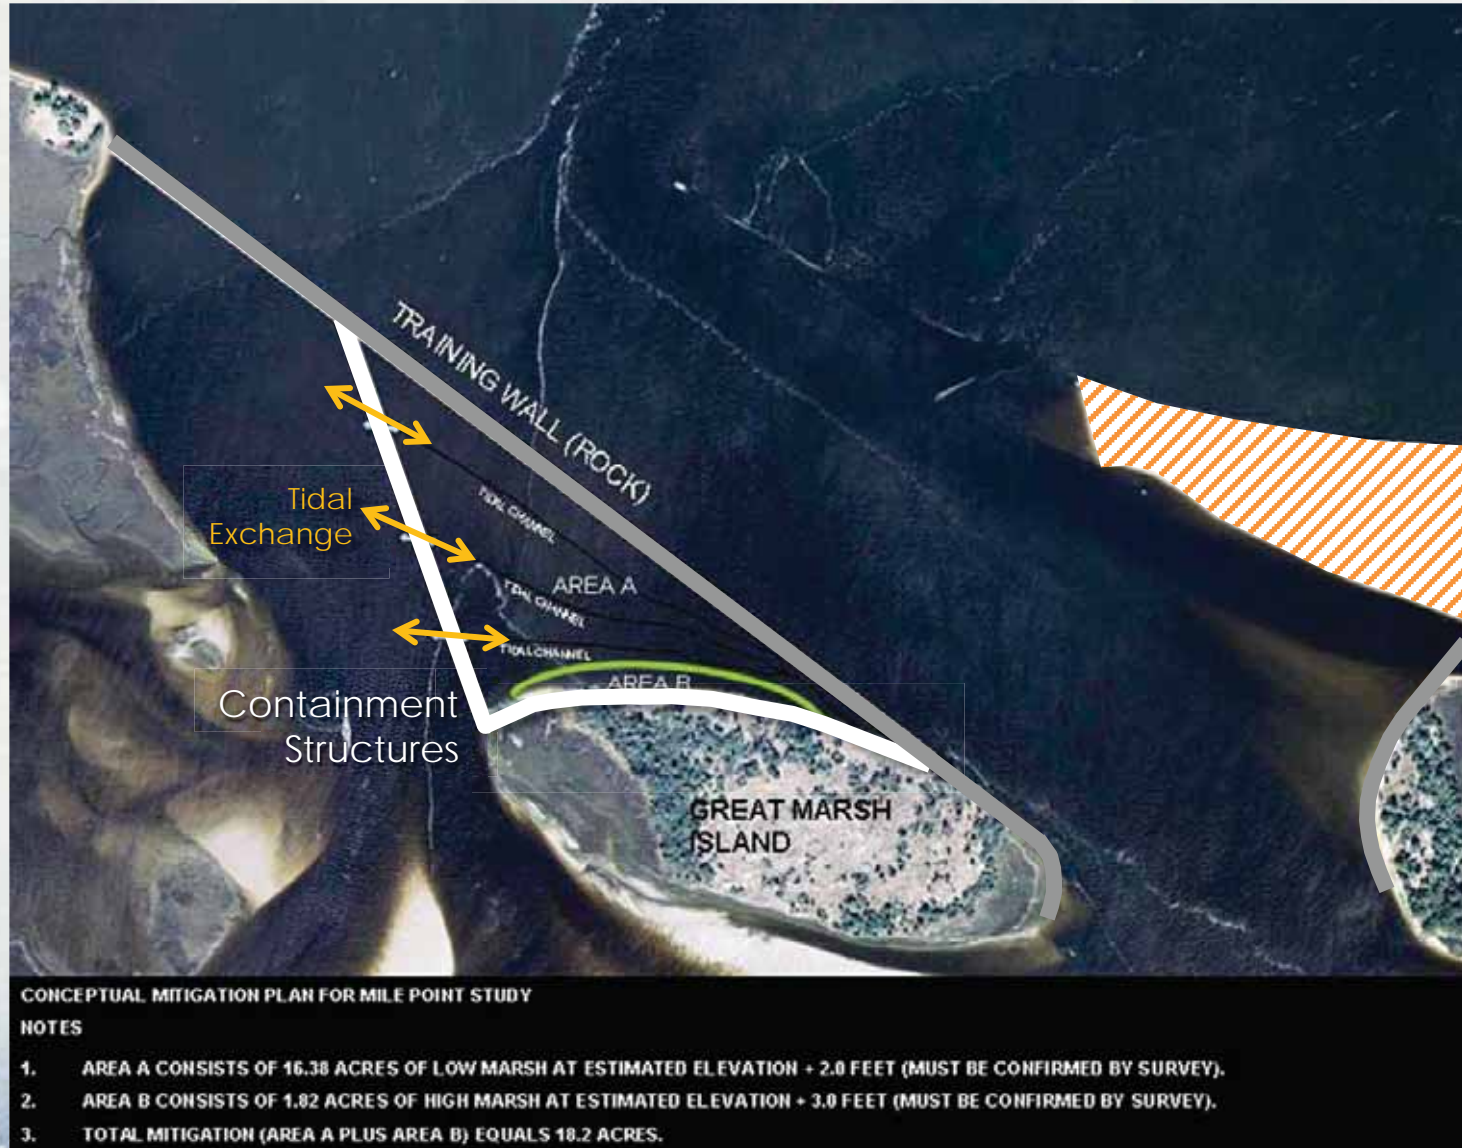 TRAINING WALL (ROCK)
Tidal
Exchange
TIDAL CHANNEL
AREA A
TIDAL CHANNEL
TIDAL CHANNEL
AREA B
Containment
Structures
GREAT MARSH
ISLAND
CONCEPTUAL MITIGATION PLAN FOR MILE POINT STUDY
NOTES
1. AREA A CONSISTS OF 16.38 ACRES OF LOW MARSH AT ESTIMATED ELEVATION + 2.0 FEET (MUST BE CONFIRMED BY SURVEY).
2. AREA B CONSISTS OF 1.82 ACRES OF HIGH MARSH AT ESTIMATED ELEVATION + 3.0 FEET (MUST BE CONFIRMED BY SURVEY).
3. TOTAL MITIGATION (AREA A PLUS AREA B) EQUALS 18.2 ACRES.